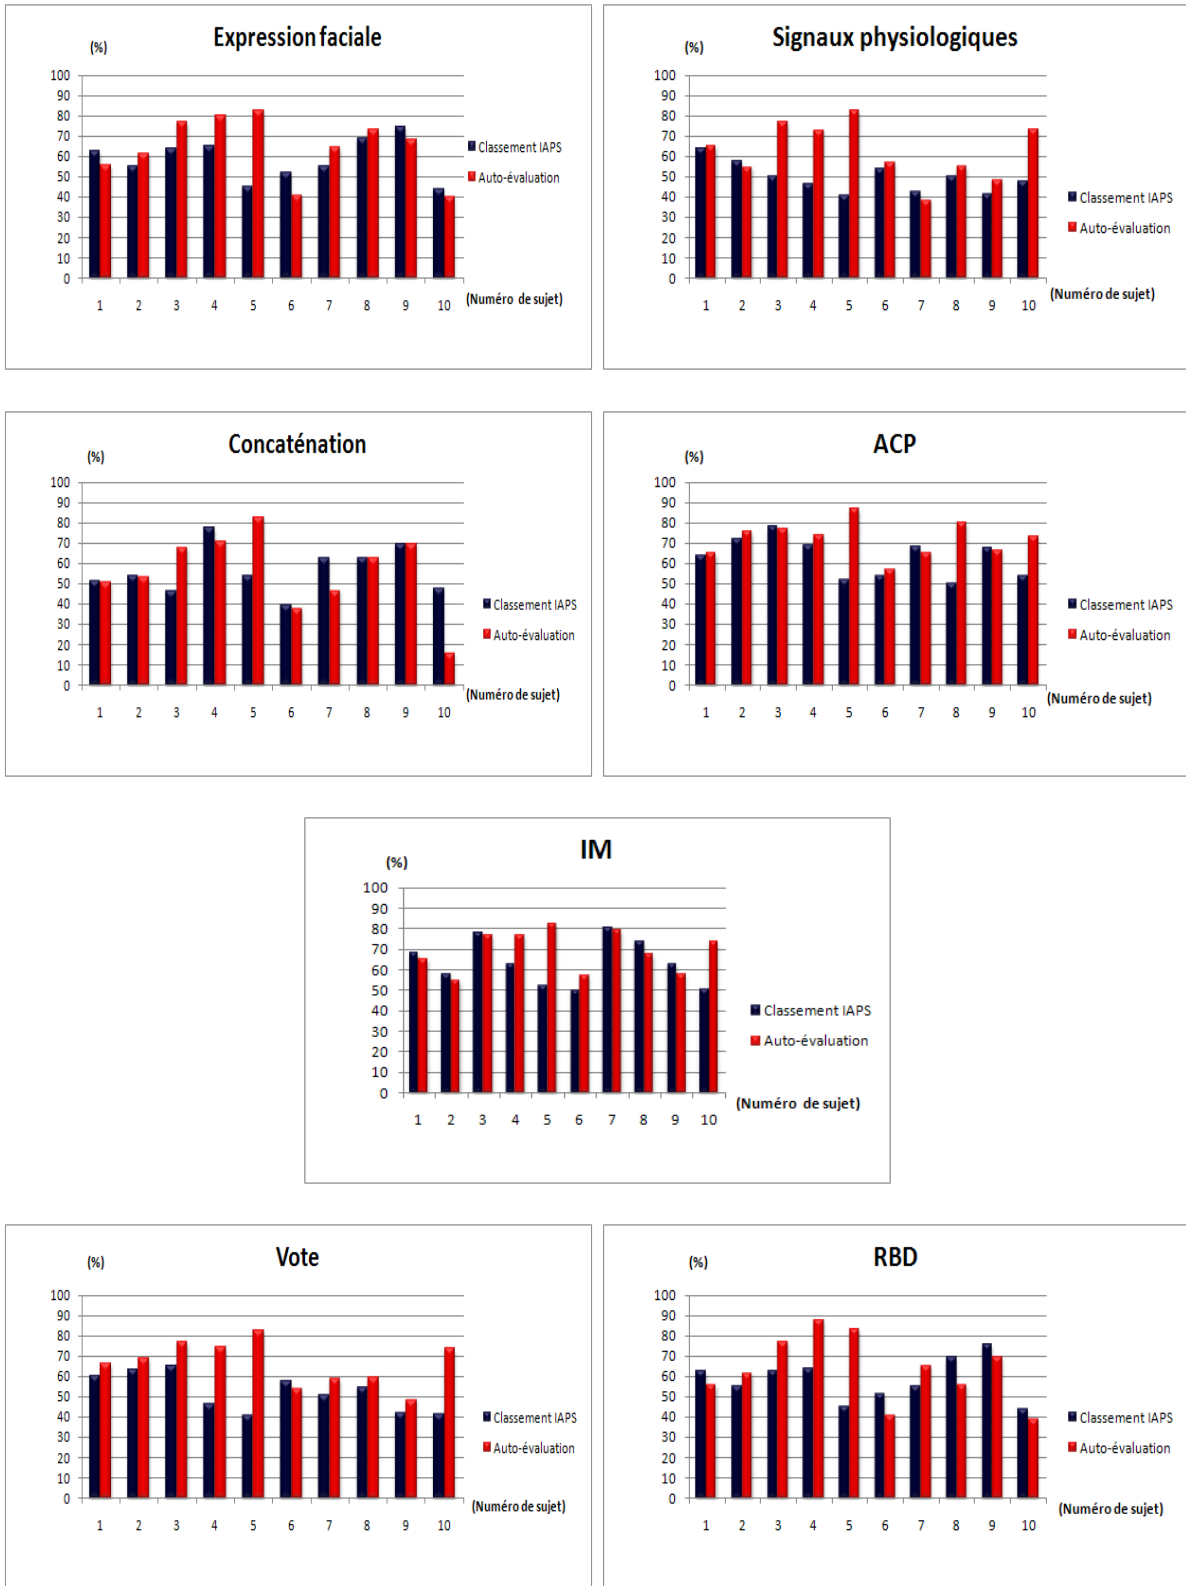 Expression faciale
(%)
100
90
80
70
60
50
40
30
20
10
0
1 2 3 4 5 6 7 8 9 10
(Numéro de sujet)
Classement IAPS
Auto-évaluation
Signaux physiologiques
(%)
100
90
80
70
60
50
40
30
20
10
0
1 2 3 4 5 6 7 8 9 10
(Numéro de sujet)
Classement IAPS
Auto-évaluation
Concaténation
(%)
100
90
80
70
60
50
40
30
20
10
0
1 2 3 4 5 6 7 8 9 10
(Numéro de sujet)
Classement IAPS
Auto-évaluation
ACP
(%)
100
90
80
70
60
50
40
30
20
10
0
1 2 3 4 5 6 7 8 9 10
(Numéro de sujet)
Classement IAPS
Auto-évaluation
IM
(%)
100
90
80
70
60
50
40
30
20
10
0
1 2 3 4 5 6 7 8 9 10
(Numéro de sujet)
Classement IAPS
Auto-évaluation
Vote
(%)
100
90
80
70
60
50
40
30
20
10
0
1 2 3 4 5 6 7 8 9 10
(Numéro de sujet)
Classement IAPS
Auto-évaluation
RBD
(%)
100
90
80
70
60
50
40
30
20
10
0
1 2 3 4 5 6 7 8 9 10
(Numéro de sujet)
Classement IAPS
Auto-évaluation